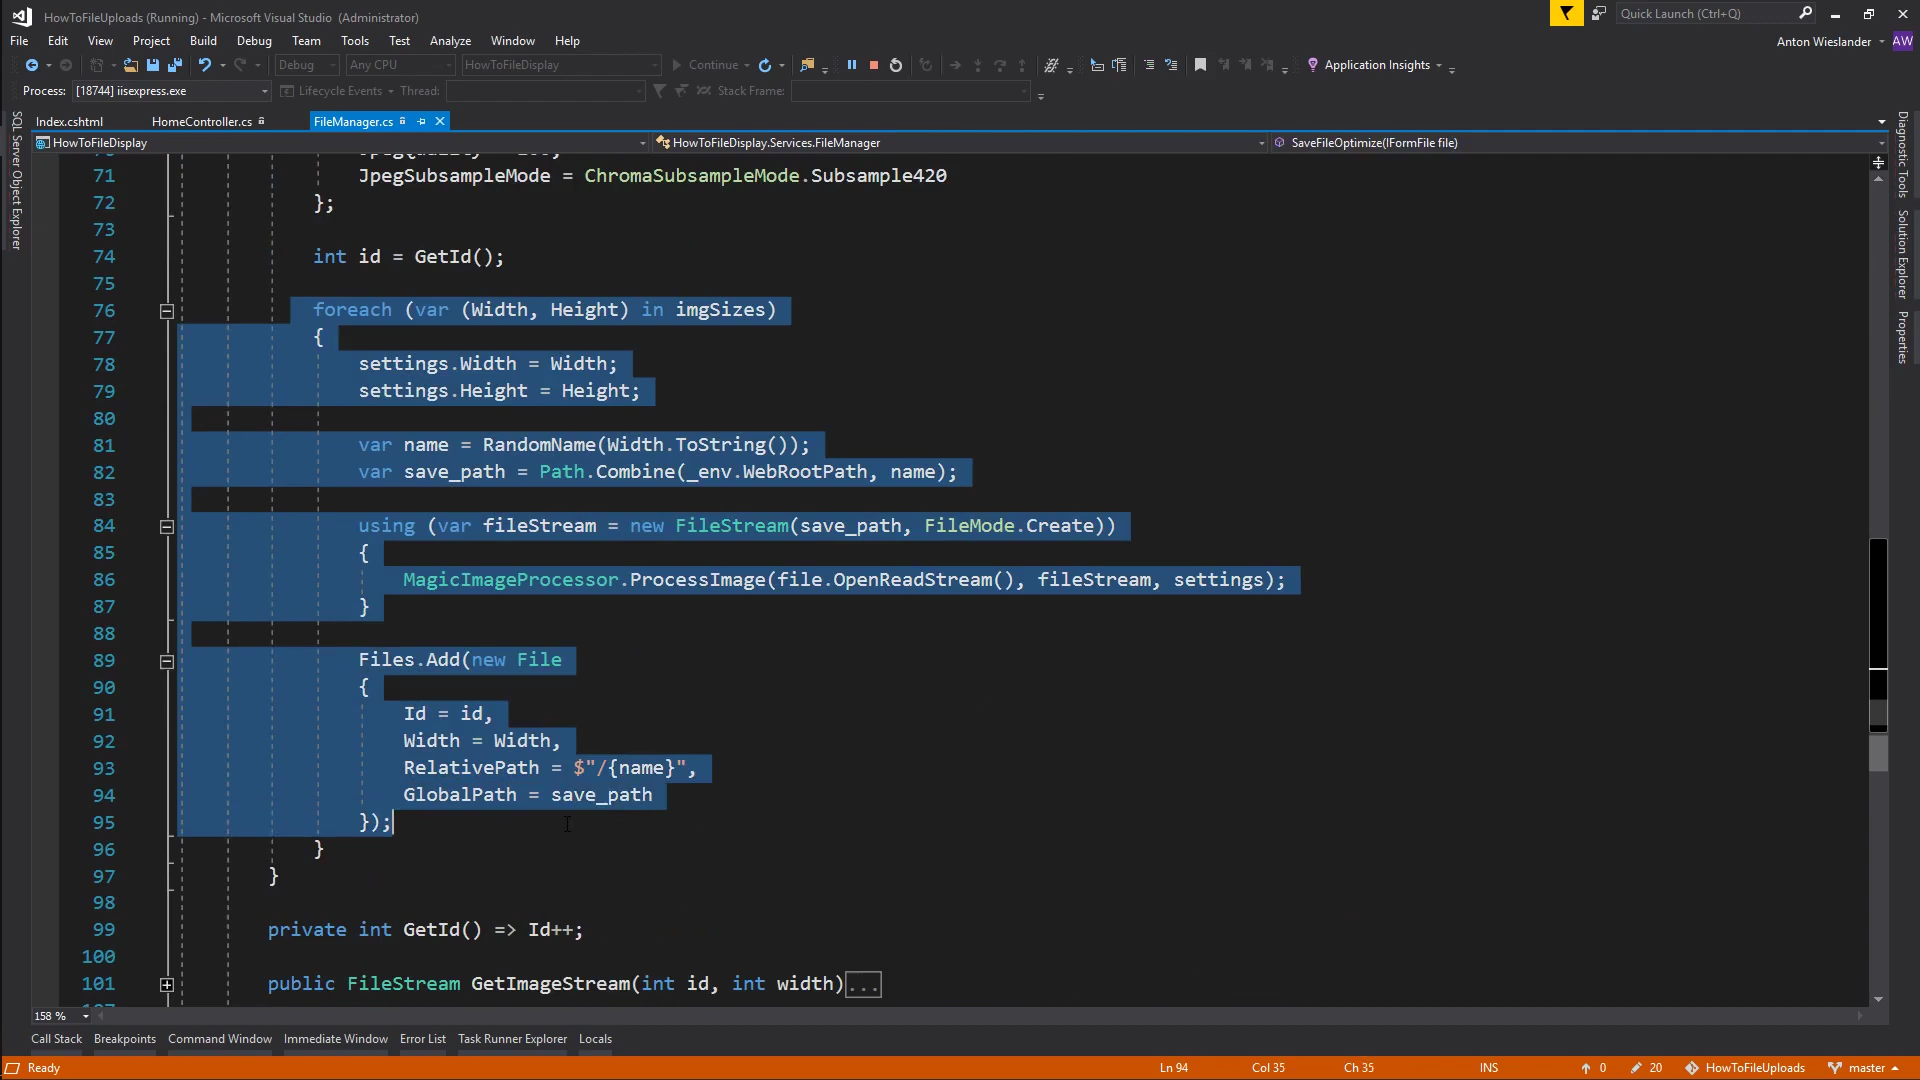 HowToFileUploads (Running) - Microsoft Visual Studio (Administrator)
Quick Launch (Ctrl+Q)
File Edit View Project Build Debug Team Tools Test Analyze Window Help
Anton Wieslander AW
Debug Any CPU HowToFileDisplay Continue Application Insights
Process: [18744] iisexpress.exe Lifecycle Events Thread: Stack Frame:
Index.cshtml HomeController.cs FileManager.cs
HowToFileDisplay HowToFileDisplay.Services.FileManager SaveFileOptimize(IFormFile file)
SQL Server Object Explorer
Diagnostic Tools
Solution Explorer
Properties
71 JpegSubsampleMode = ChromaSubsampleMode.Subsample420
72 };
73
74 int id = GetId();
75
76 foreach (var (Width, Height) in imgSizes)
77 {
78 settings.Width = Width;
79 settings.Height = Height;
80
81 var name = RandomName(Width.ToString());
82 var save_path = Path.Combine(_env.WebRootPath, name);
83
84 using (var fileStream = new FileStream(save_path, FileMode.Create))
85 {
86 MagicImageProcessor.ProcessImage(file.OpenReadStream(), fileStream, settings);
87 }
88
89 Files.Add(new File
90 {
91 Id = id,
92 Width = Width,
93 RelativePath = $"/{name}",
94 GlobalPath = save_path
95 });
96 }
97 }
98
99 private int GetId() => Id++;
100
101 public FileStream GetImageStream(int id, int width)...
158 %
Call Stack Breakpoints Command Window Immediate Window Error List Task Runner Explorer Locals
Ready Ln 94 Col 35 Ch 35 INS 0 20 HowToFileUploads master